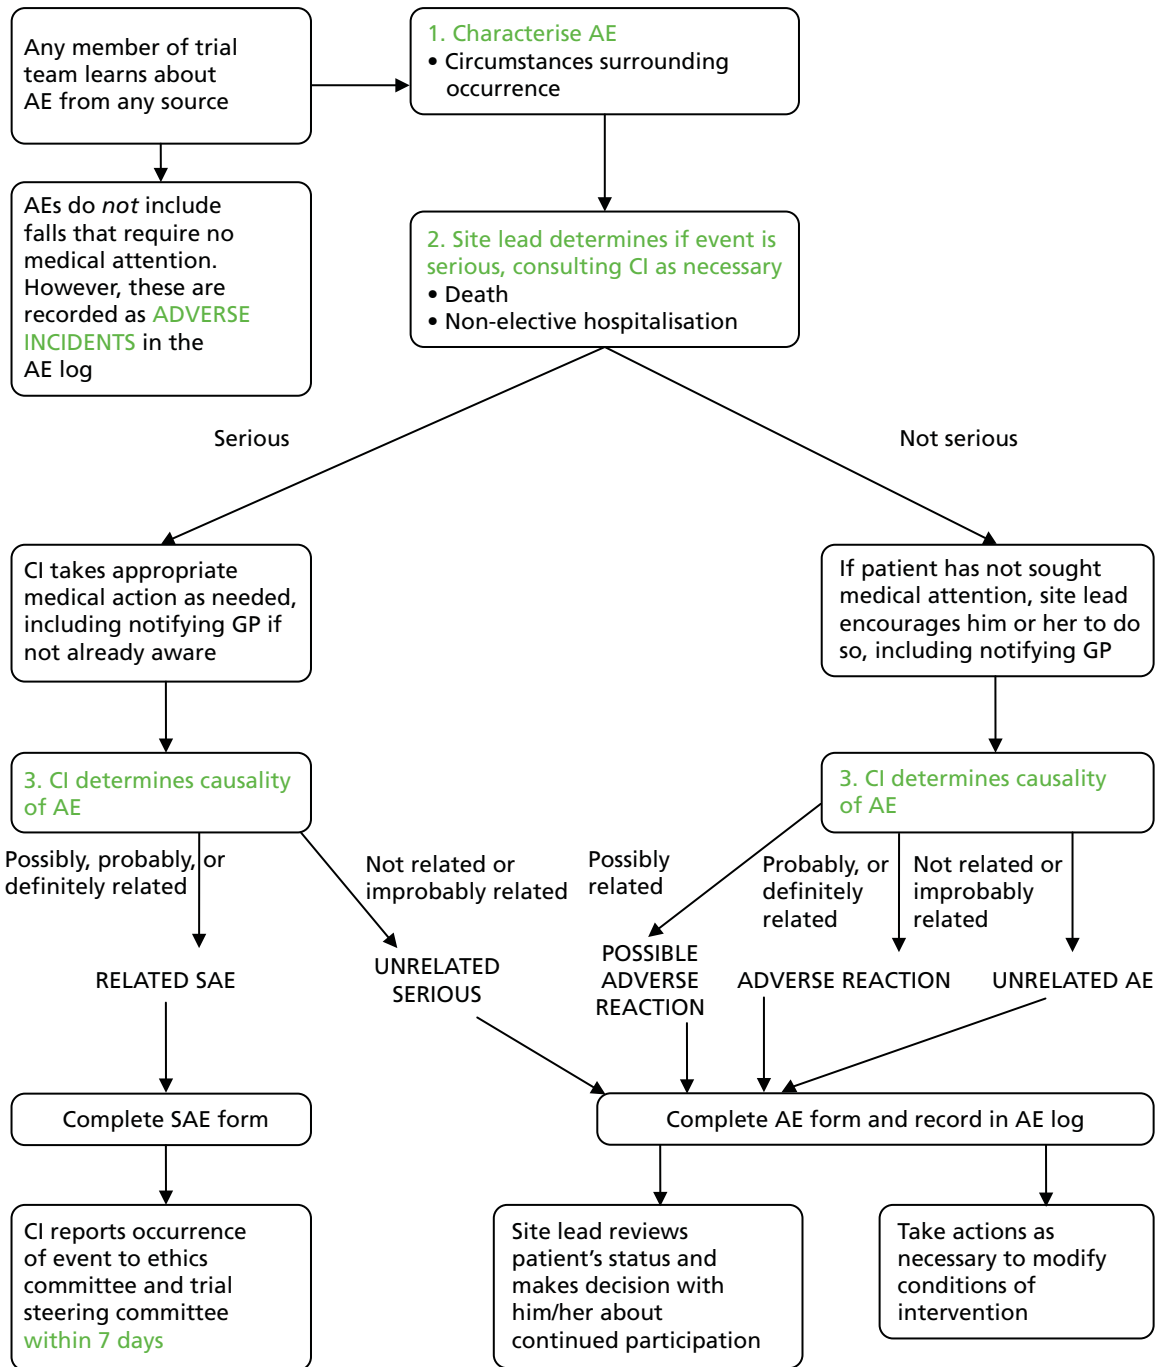 Any member of trial
team learns about
AE from any source
1. Characterise AE
• Circumstances surrounding
occurrence
AEs do not include
falls that require no
medical attention.
However, these are
recorded as ADVERSE
INCIDENTS in the
AE log
2. Site lead determines if event is
serious, consulting CI as necessary
• Death
• Non-elective hospitalisation
Serious
Not serious
CI takes appropriate
medical action as needed,
including notifying GP if
not already aware
If patient has not sought
medical attention, site lead
encourages him or her to do
so, including notifying GP
3. CI determines causality
of AE
3. CI determines causality
of AE
Possibly, probably, or
definitely related
Not related or
improbably related
Possibly
related
Probably, or
definitely
related
Not related or
improbably
related
RELATED SAE
UNRELATED
SERIOUS
POSSIBLE
ADVERSE
REACTION
ADVERSE REACTION
UNRELATED AE
Complete SAE form
Complete AE form and record in AE log
CI reports occurrence
of event to ethics
committee and trial
steering committee
within 7 days
Site lead reviews
patient's status and
makes decision with
him/her about
continued participation
Take actions as
necessary to modify
conditions of
intervention